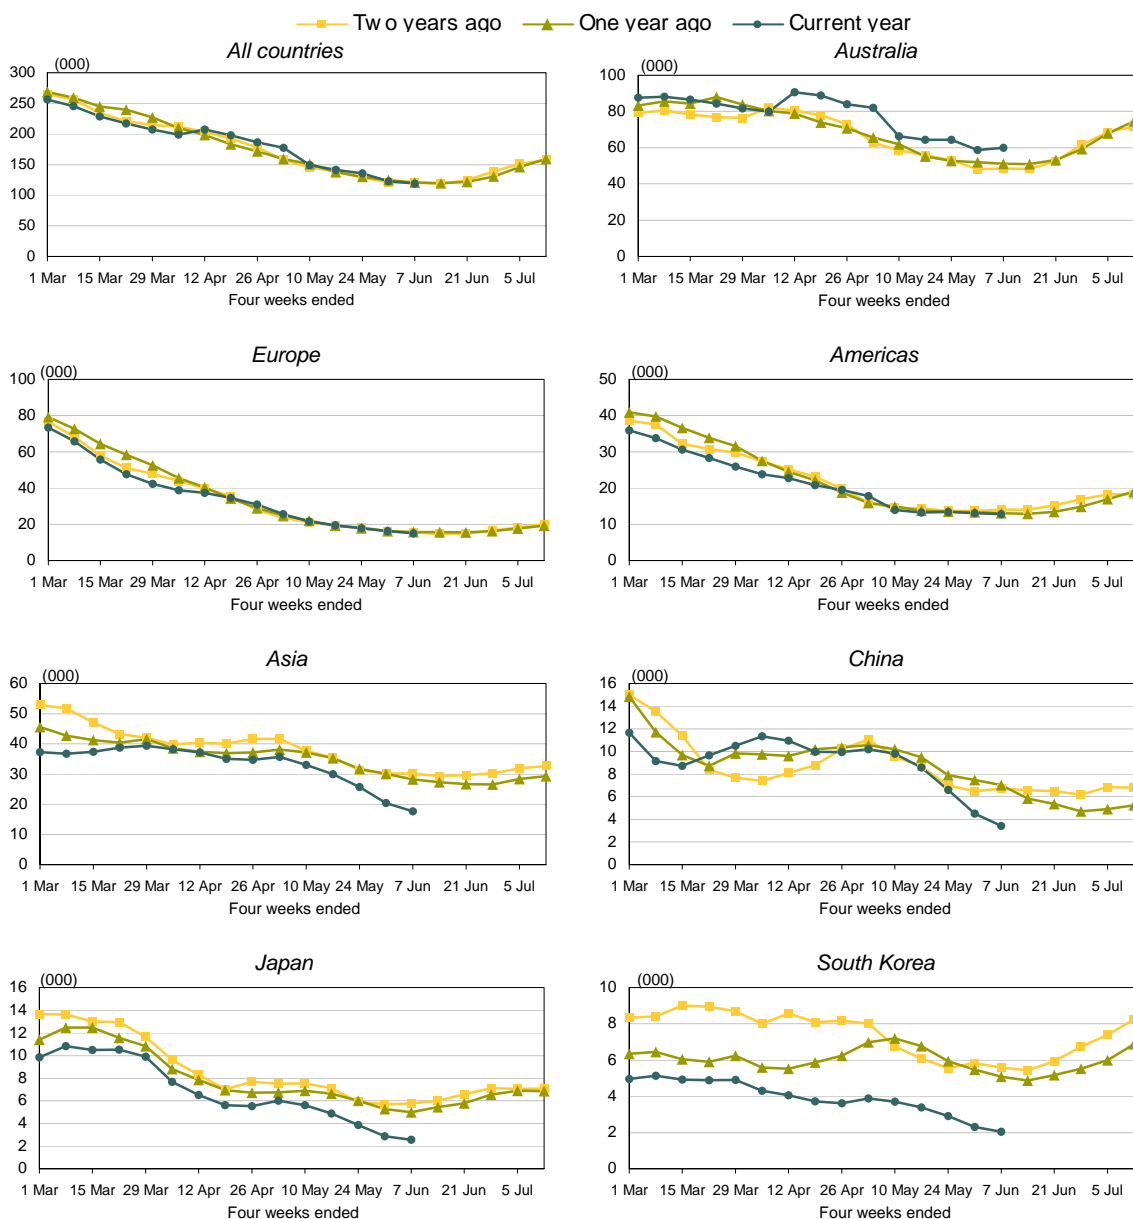 Two years ago One year ago Current year
All countries
(000)
300
250
200
150
100
50
0
1 Mar 15 Mar 29 Mar 12 Apr 26 Apr 10 May 24 May 7 Jun 21 Jun 5 Jul
Four weeks ended
Australia
(000)
100
80
60
40
20
0
1 Mar 15 Mar 29 Mar 12 Apr 26 Apr 10 May 24 May 7 Jun 21 Jun 5 Jul
Four weeks ended
Europe
(000)
100
80
60
40
20
0
1 Mar 15 Mar 29 Mar 12 Apr 26 Apr 10 May 24 May 7 Jun 21 Jun 5 Jul
Four weeks ended
Americas
(000)
50
40
30
20
10
0
1 Mar 15 Mar 29 Mar 12 Apr 26 Apr 10 May 24 May 7 Jun 21 Jun 5 Jul
Four weeks ended
Asia
(000)
60
50
40
30
20
10
0
1 Mar 15 Mar 29 Mar 12 Apr 26 Apr 10 May 24 May 7 Jun 21 Jun 5 Jul
Four weeks ended
China
(000)
16
14
12
10
8
6
4
2
0
1 Mar 15 Mar 29 Mar 12 Apr 26 Apr 10 May 24 May 7 Jun 21 Jun 5 Jul
Four weeks ended
Japan
(000)
16
14
12
10
8
6
4
2
0
1 Mar 15 Mar 29 Mar 12 Apr 26 Apr 10 May 24 May 7 Jun 21 Jun 5 Jul
Four weeks ended
South Korea
(000)
10
8
6
4
2
0
1 Mar 15 Mar 29 Mar 12 Apr 26 Apr 10 May 24 May 7 Jun 21 Jun 5 Jul
Four weeks ended